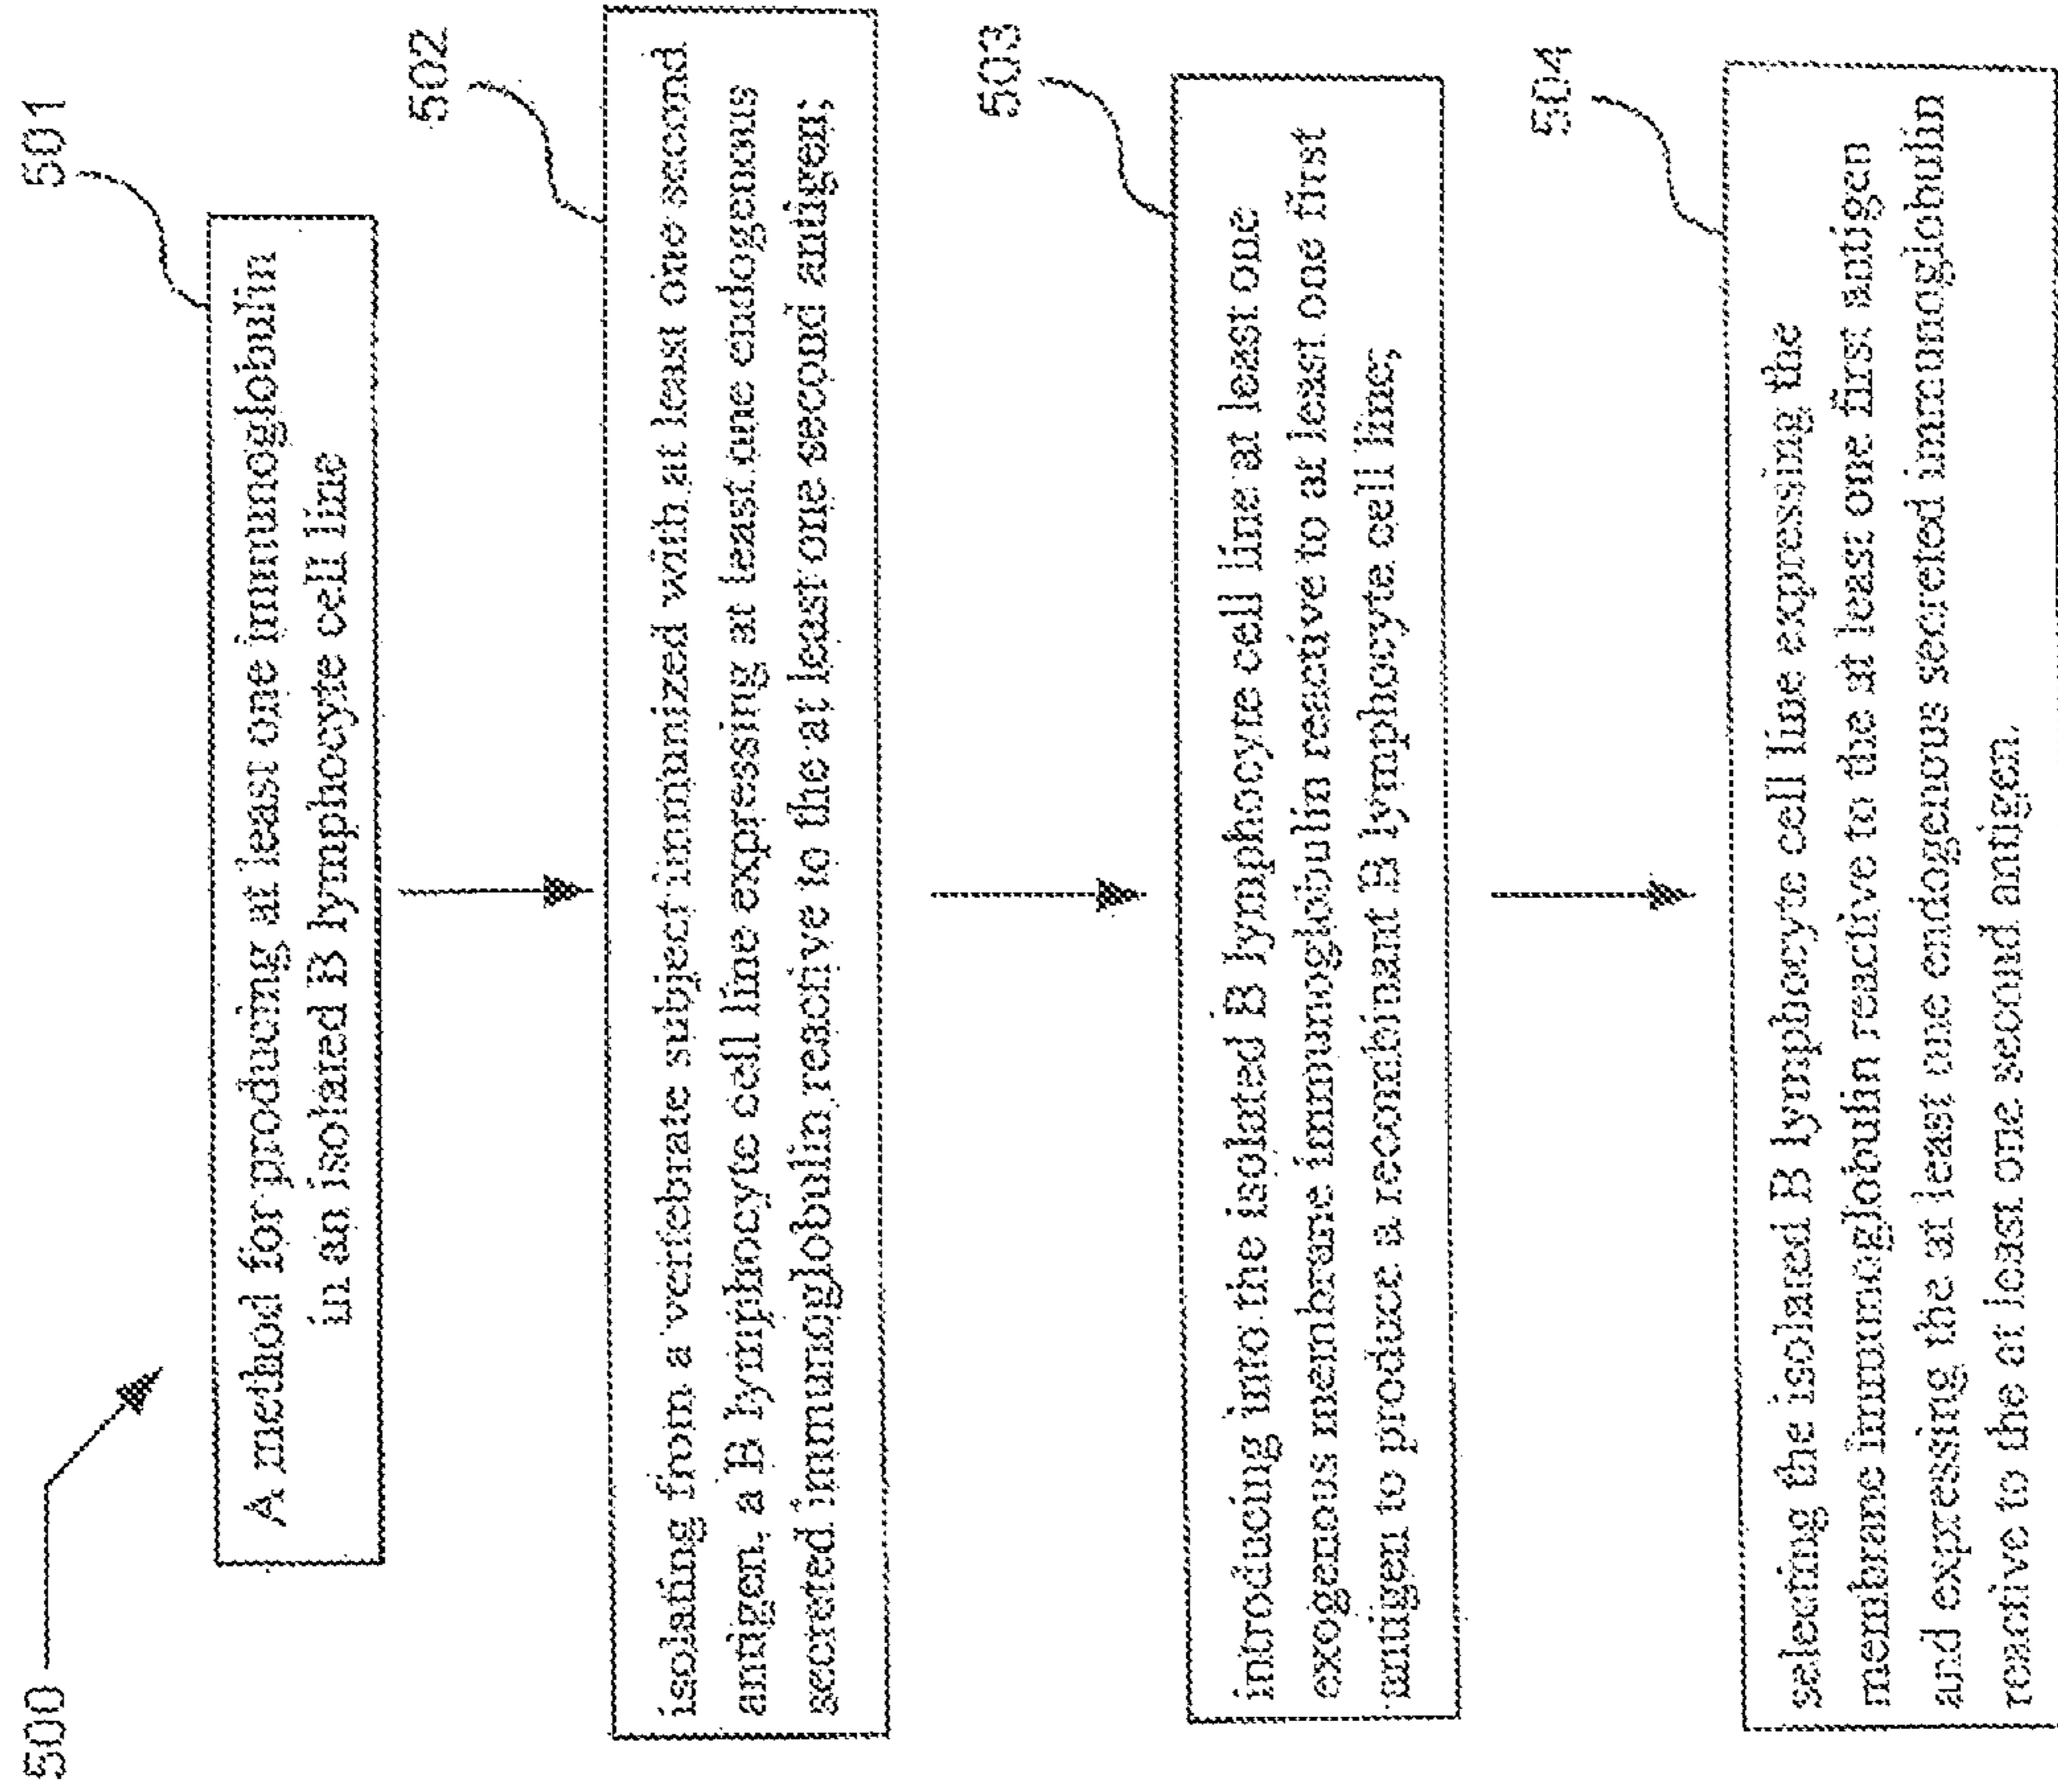 500
501
A method for producing at least one immunoglobulin
in an isolated B lymphocyte cell line
502
isolating from a vertebrate subject immunized with at least one second
antigen, a B lymphocyte cell line expressing at least one endogenous
secreted immunoglobulin reactive to the at least one second antigen;
503
introducing into the isolated B lymphocyte cell line at least one
exogenous membrane immunoglobulin reactive to at least one first
antigen to produce a recombinant B lymphocyte cell line;
504
selecting the isolated B lymphocyte cell line expressing the
membrane immunoglobulin reactive to the at least one first antigen
and expressing the at least one endogenous secreted immunoglobulin
reactive to the at least one second antigen.